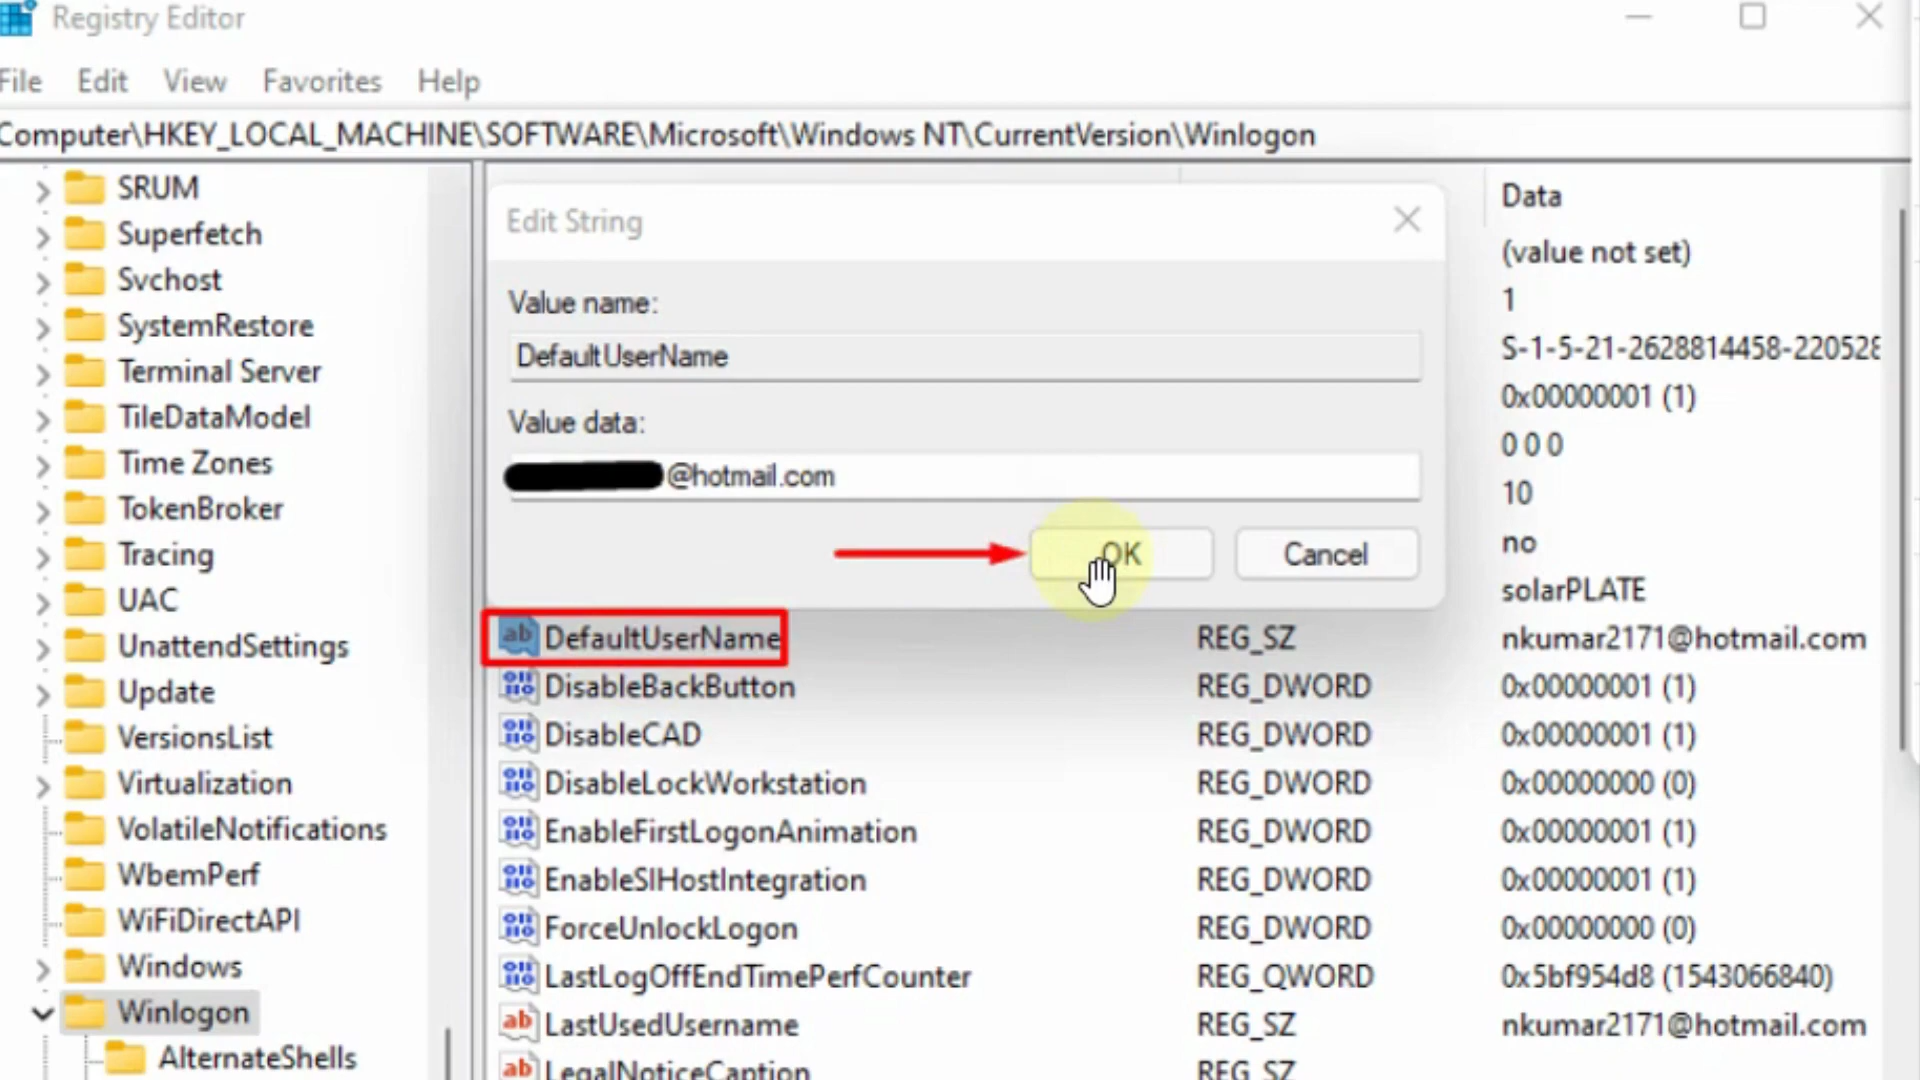 Registry Editor
File Edit View Favorites Help
Computer\HKEY_LOCAL_MACHINE\SOFTWARE\Microsoft\Windows NT\CurrentVersion\Winlogon
SRUM
Superfetch
Svchost
SystemRestore
Terminal Server
TileDataModel
Time Zones
TokenBroker
Tracing
UAC
UnattendSettings
Update
VersionsList
Virtualization
VolatileNotifications
WbemPerf
WiFiDirectAPI
Windows
Winlogon
AlternateShells
Edit String
Value name:
DefaultUserName
Value data:
@hotmail.com
OK Cancel
Data
(value not set)
1
S-1-5-21-2628814458-220528
0x00000001 (1)
0 0 0
10
no
solarPLATE
DefaultUserName REG_SZ nkumar2171@hotmail.com
DisableBackButton REG_DWORD 0x00000001 (1)
DisableCAD REG_DWORD 0x00000001 (1)
DisableLockWorkstation REG_DWORD 0x00000000 (0)
EnableFirstLogonAnimation REG_DWORD 0x00000001 (1)
EnableSIHostIntegration REG_DWORD 0x00000001 (1)
ForceUnlockLogon REG_DWORD 0x00000000 (0)
LastLogOffEndTimePerfCounter REG_QWORD 0x5bf954d8 (1543066840)
LastUsedUsername REG_SZ nkumar2171@hotmail.com
LegalNoticeCaption REG_SZ